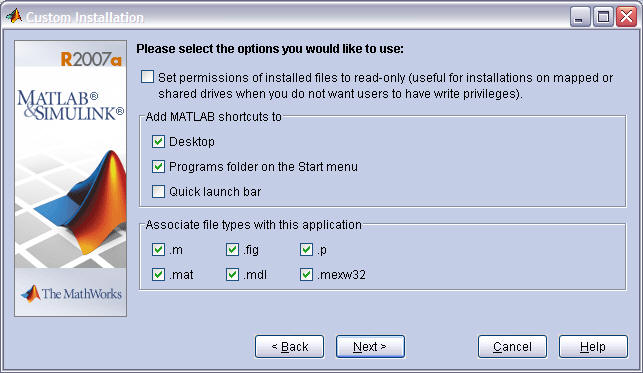 Custom Installation
R2007a
MATLAB®
&SIMULINK®
The MathWorks
Please select the options you would like to use:
Set permissions of installed files to read-only (useful for installations on mapped or
shared drives when you do not want users to have write privileges).
Add MATLAB shortcuts to
Desktop
Programs folder on the Start menu
Quick launch bar
Associate file types with this application
.m .fig .p
.mat .mdl .mexw32
< Back Next > Cancel Help